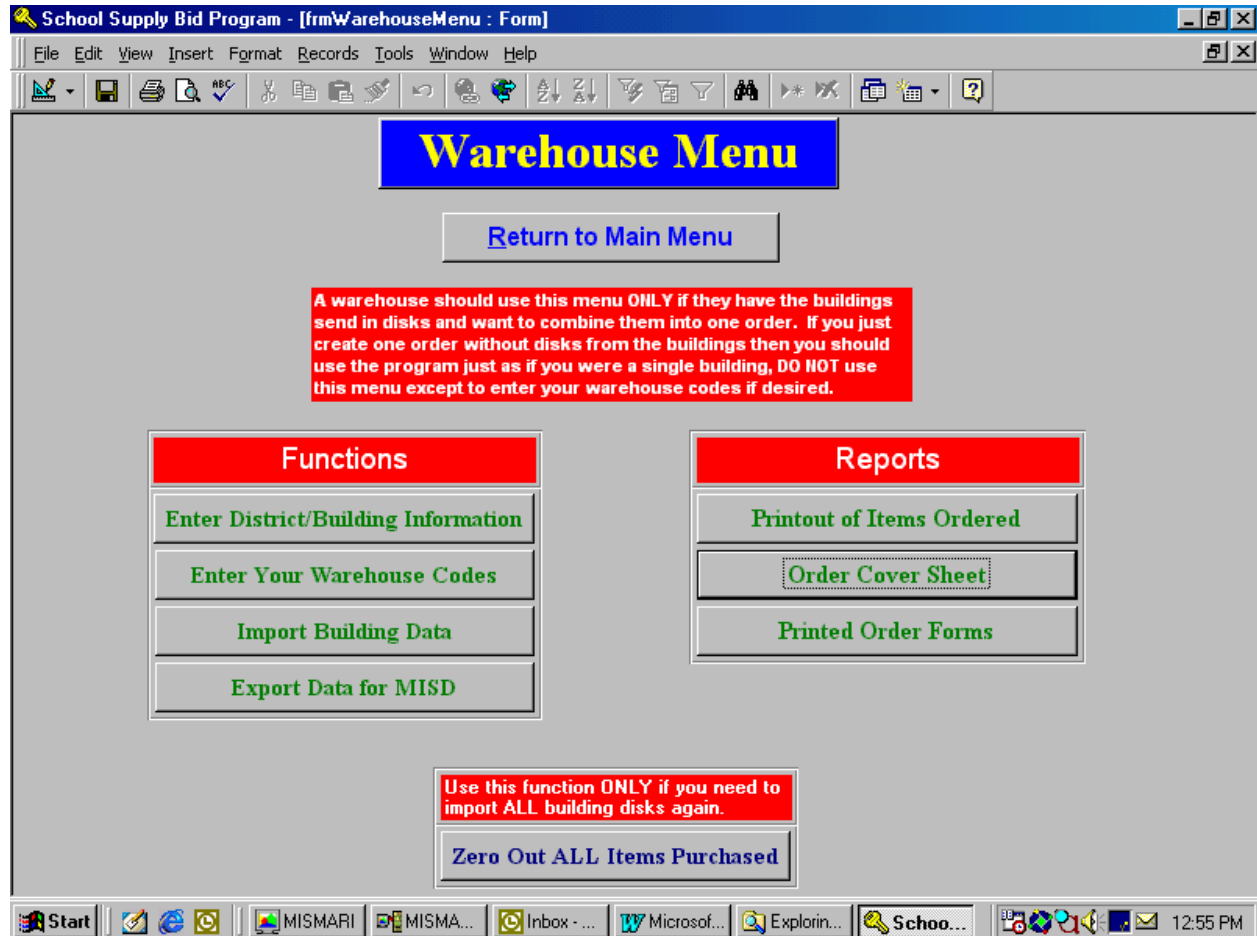 School Supply Bid Program - [frmWarehouseMenu : Form]
File Edit View Insert Format Records Tools Window Help
Warehouse Menu
Return to Main Menu
A warehouse should use this menu ONLY if they have the buildings
send in disks and want to combine them into one order. If you just
create one order without disks from the buildings then you should
use the program just as if you were a single building, DO NOT use
this menu except to enter your warehouse codes if desired.
Functions
Enter District/Building Information
Enter Your Warehouse Codes
Import Building Data
Export Data for MISD
Reports
Printout of Items Ordered
Order Cover Sheet
Printed Order Forms
Use this function ONLY if you need to
import ALL building disks again.
Zero Out ALL Items Purchased
Start MISMARI MISMA... Inbox - ... Microsof... Explorin... Schoo... 12:55 PM